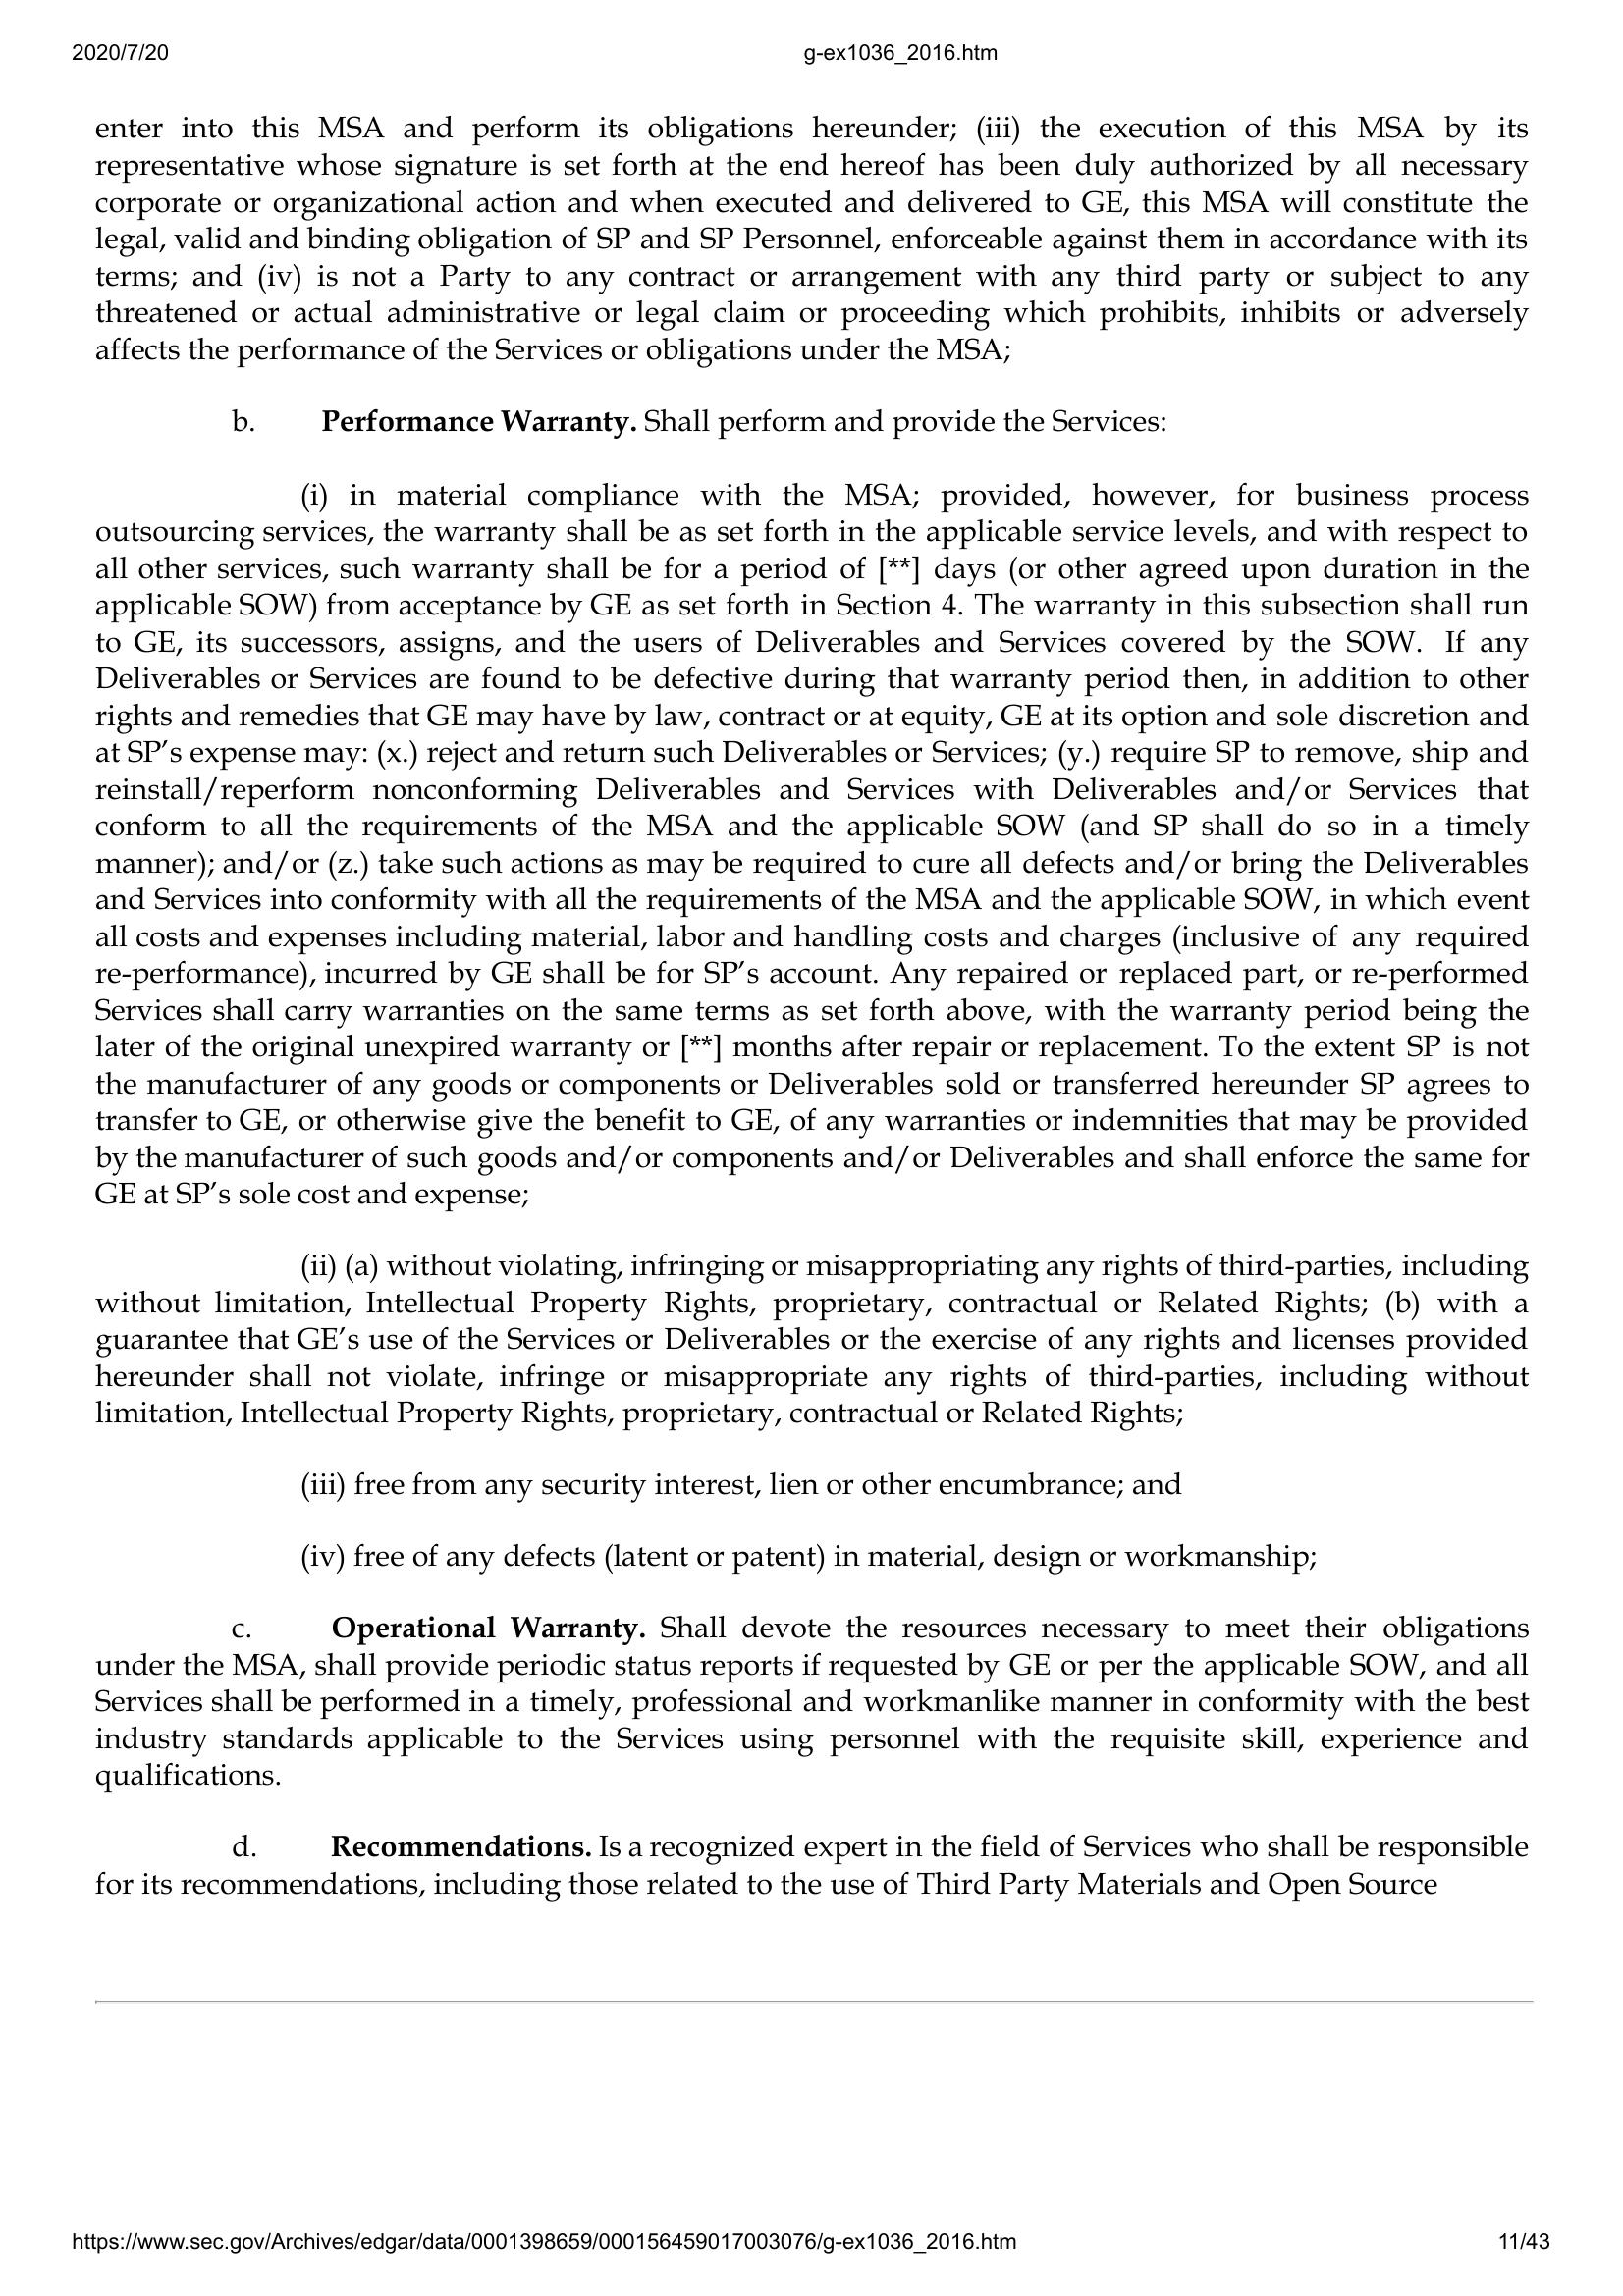 2020/7/20 g-ex1036_2016.htm
enter into this MSA and perform its obligations hereunder; (iii) the execution of this MSA by its
representative whose signature is set forth at the end hereof has been duly authorized by all necessary
corporate or organizational action and when executed and delivered to GE, this MSA will constitute the
legal, valid and binding obligation of SP and SP Personnel, enforceable against them in accordance with its
terms; and (iv) is not a Party to any contract or arrangement with any third party or subject to any
threatened or actual administrative or legal claim or proceeding which prohibits, inhibits or adversely
affects the performance of the Services or obligations under the MSA;
b. Performance Warranty. Shall perform and provide the Services:
(i) in material compliance with the MSA; provided, however, for business process
outsourcing services, the warranty shall be as set forth in the applicable service levels, and with respect to
all other services, such warranty shall be for a period of [**] days (or other agreed upon duration in the
applicable SOW) from acceptance by GE as set forth in Section 4. The warranty in this subsection shall run
to GE, its successors, assigns, and the users of Deliverables and Services covered by the SOW. If any
Deliverables or Services are found to be defective during that warranty period then, in addition to other
rights and remedies that GE may have by law, contract or at equity, GE at its option and sole discretion and
at SP’s expense may: (x.) reject and return such Deliverables or Services; (y.) require SP to remove, ship and
reinstall/reperform nonconforming Deliverables and Services with Deliverables and/or Services that
conform to all the requirements of the MSA and the applicable SOW (and SP shall do so in a timely
manner); and/or (z.) take such actions as may be required to cure all defects and/or bring the Deliverables
and Services into conformity with all the requirements of the MSA and the applicable SOW, in which event
all costs and expenses including material, labor and handling costs and charges (inclusive of any required
re-performance), incurred by GE shall be for SP’s account. Any repaired or replaced part, or re-performed
Services shall carry warranties on the same terms as set forth above, with the warranty period being the
later of the original unexpired warranty or [**] months after repair or replacement. To the extent SP is not
the manufacturer of any goods or components or Deliverables sold or transferred hereunder SP agrees to
transfer to GE, or otherwise give the benefit to GE, of any warranties or indemnities that may be provided
by the manufacturer of such goods and/or components and/or Deliverables and shall enforce the same for
GE at SP’s sole cost and expense;
(ii) (a) without violating, infringing or misappropriating any rights of third-parties, including
without limitation, Intellectual Property Rights, proprietary, contractual or Related Rights; (b) with a
guarantee that GE’s use of the Services or Deliverables or the exercise of any rights and licenses provided
hereunder shall not violate, infringe or misappropriate any rights of third-parties, including without
limitation, Intellectual Property Rights, proprietary, contractual or Related Rights;
(iii) free from any security interest, lien or other encumbrance; and
(iv) free of any defects (latent or patent) in material, design or workmanship;
c. Operational Warranty. Shall devote the resources necessary to meet their obligations
under the MSA, shall provide periodic status reports if requested by GE or per the applicable SOW, and all
Services shall be performed in a timely, professional and workmanlike manner in conformity with the best
industry standards applicable to the Services using personnel with the requisite skill, experience and
qualifications.
d. Recommendations. Is a recognized expert in the field of Services who shall be responsible
for its recommendations, including those related to the use of Third Party Materials and Open Source
https://www.sec.gov/Archives/edgar/data/0001398659/000156459017003076/g-ex1036_2016.htm 11/43